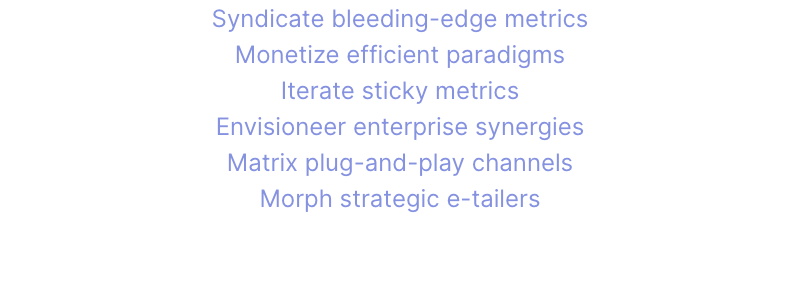 Syndicate bleeding-edge metrics
Monetize efficient paradigms
Iterate sticky metrics
Envisioneer enterprise synergies
Matrix plug-and-play channels
Morph strategic e-tailers